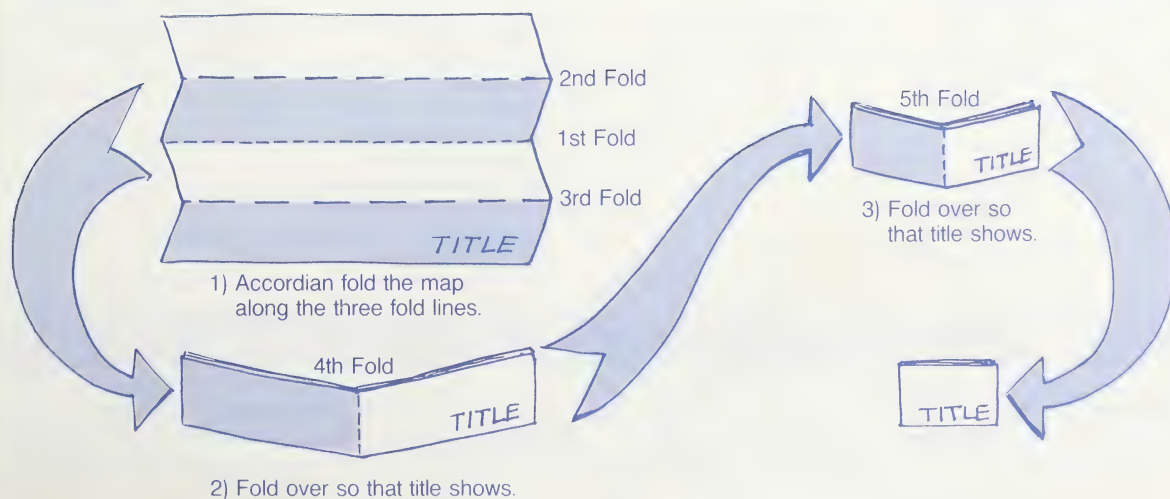 2nd Fold
1st Fold
3rd Fold
TITLE
1) Accordian fold the map
along the three fold lines.
4th Fold
TITLE
2) Fold over so that title shows.
5th Fold
TITLE
3) Fold over so
that title shows.
TITLE